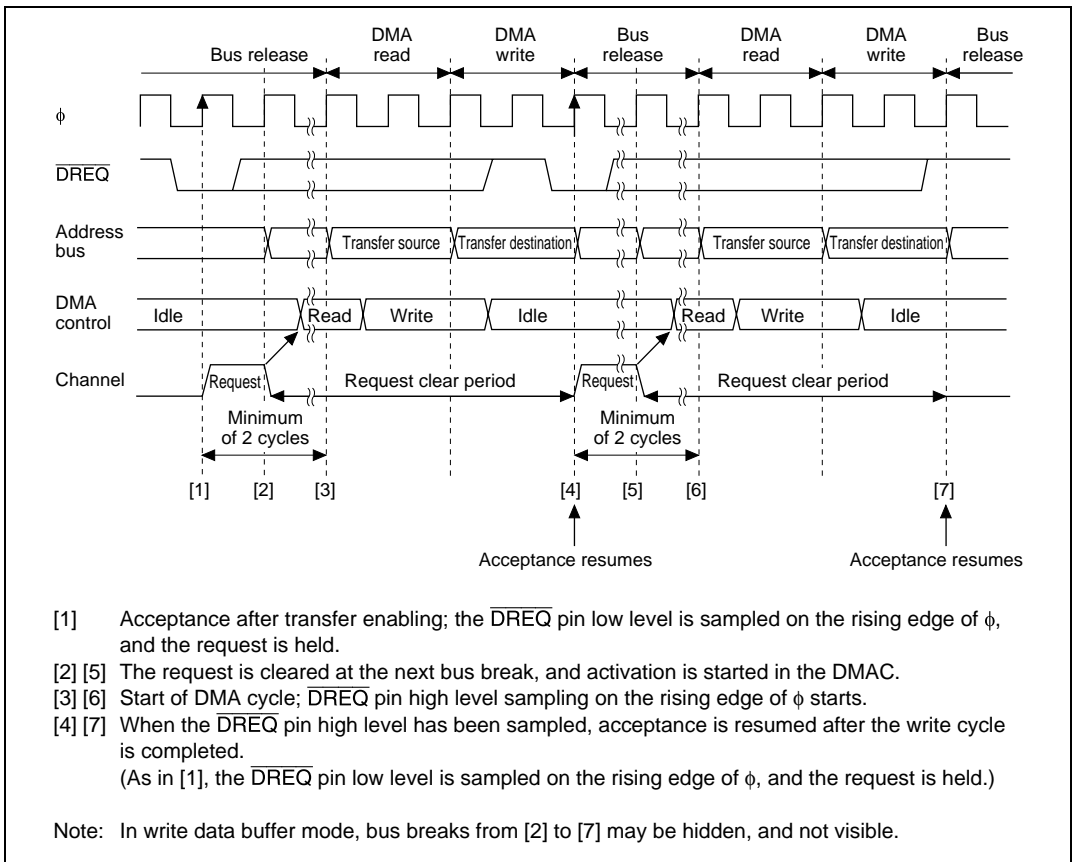 Bus release
DMA read
DMA write
Bus release
DMA read
DMA write
Bus release
φ
DREQ
Address bus
Transfer source
Transfer destination
Transfer source
Transfer destination
DMA control
Idle
Read
Write
Idle
Read
Write
Idle
Channel
Request
Request clear period
Request
Request clear period
Minimum of 2 cycles
Minimum of 2 cycles
[1]
[2]
[3]
[4]
[5]
[6]
[7]
Acceptance resumes
Acceptance resumes
[1] Acceptance after transfer enabling; the DREQ pin low level is sampled on the rising edge of φ,
and the request is held.
[2] [5] The request is cleared at the next bus break, and activation is started in the DMAC.
[3] [6] Start of DMA cycle; DREQ pin high level sampling on the rising edge of φ starts.
[4] [7] When the DREQ pin high level has been sampled, acceptance is resumed after the write cycle
is completed.
(As in [1], the DREQ pin low level is sampled on the rising edge of φ, and the request is held.)
Note: In write data buffer mode, bus breaks from [2] to [7] may be hidden, and not visible.